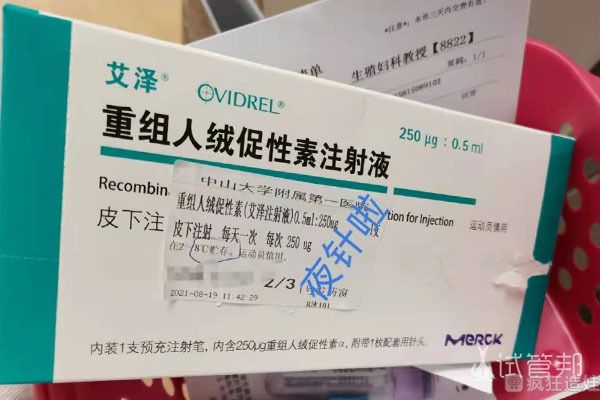 *注意*：本单三天内交费有效。
生殖妇科教授【8822】
页码：1/1
15815069102
艾泽®
OVIDREL®
重组人绒促性素注射液
250 μg : 0.5 ml
Recombin
tion for Injection
运动员慎用
皮下注
中山大学附属第一医院
重组人绒促性素(艾泽注射液)0.5ml:250ug
皮下注射 每天一次 每次 250 ug
在2-8℃贮存。运动员慎用。
2/3
2021-08-19 11:42:29
夜针啦
内装1支预充注射笔，内含250μg重组人绒促性素α，附带1枚配套用针头。
MERCK
试管邦
疯狂造娃